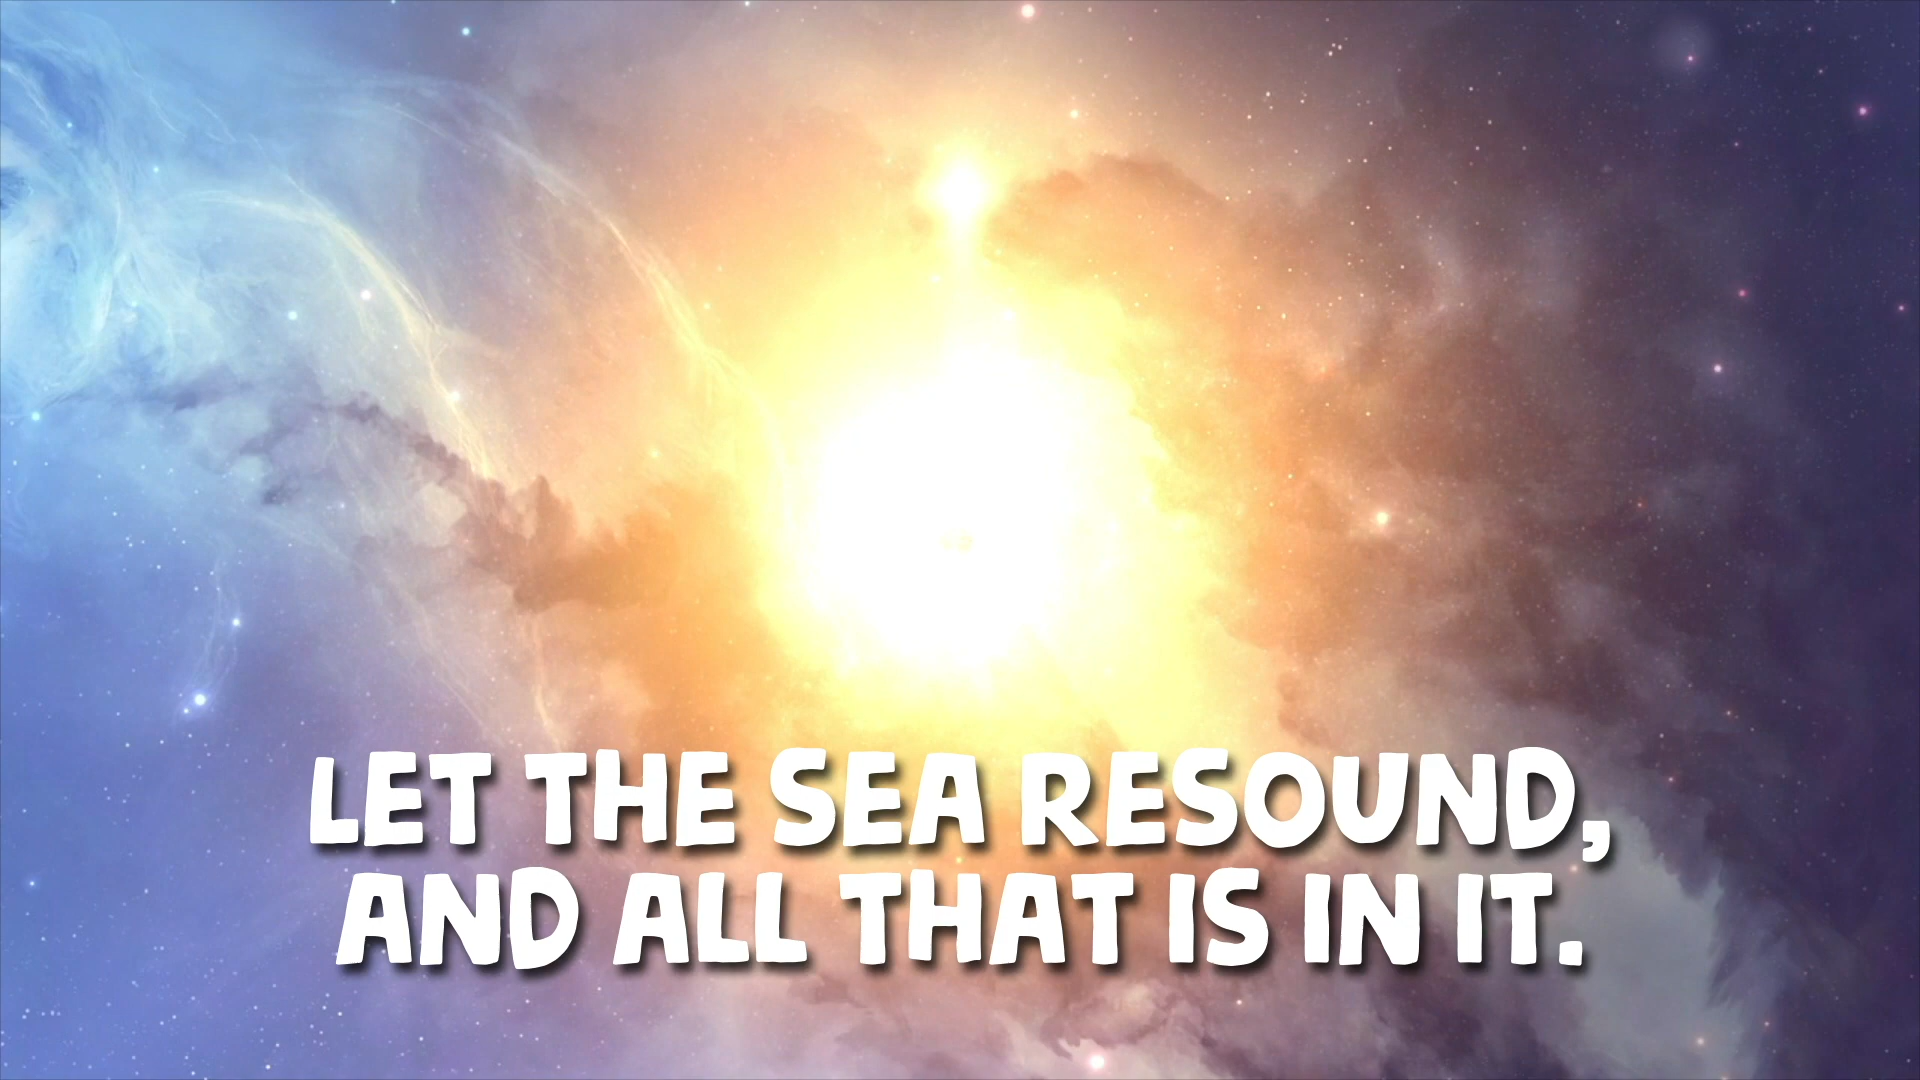 LET THE SEA RESOUND,
AND ALL THAT IS IN IT.